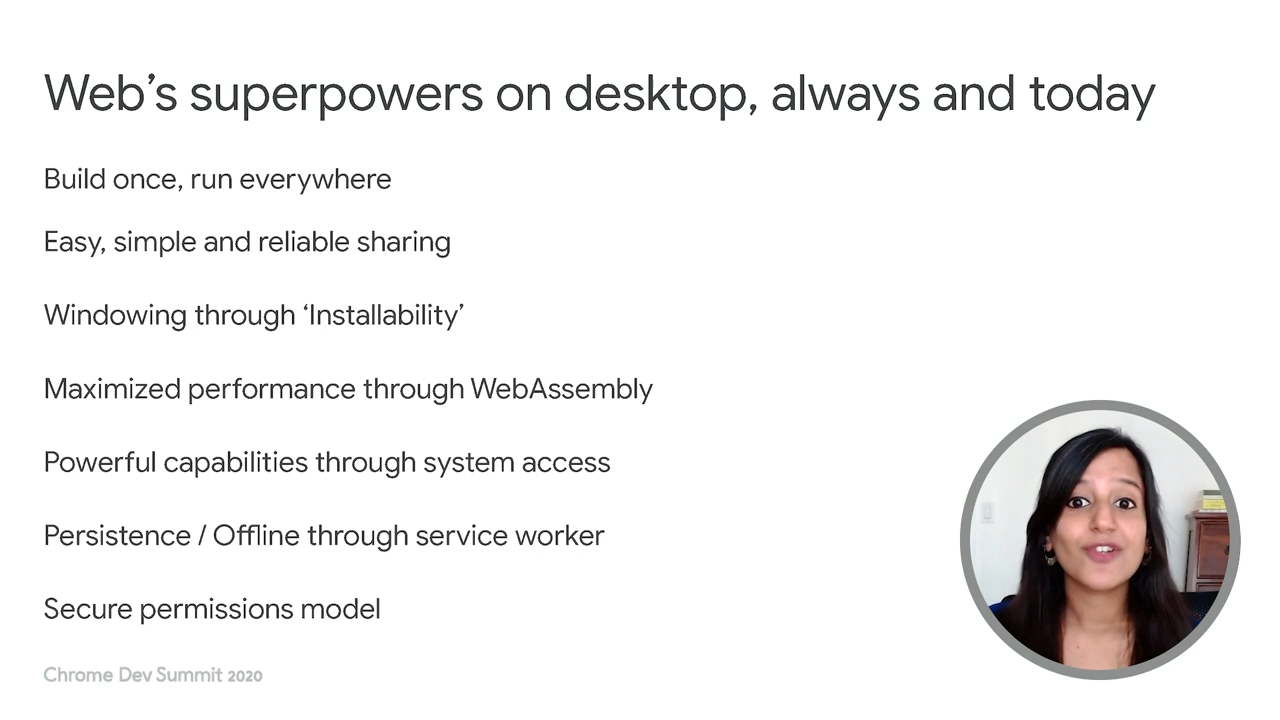 Web’s superpowers on desktop, always and today
Build once, run everywhere
Easy, simple and reliable sharing
Windowing through ‘Installability’
Maximized performance through WebAssembly
Powerful capabilities through system access
Persistence / Offline through service worker
Secure permissions model
Chrome Dev Summit 2020